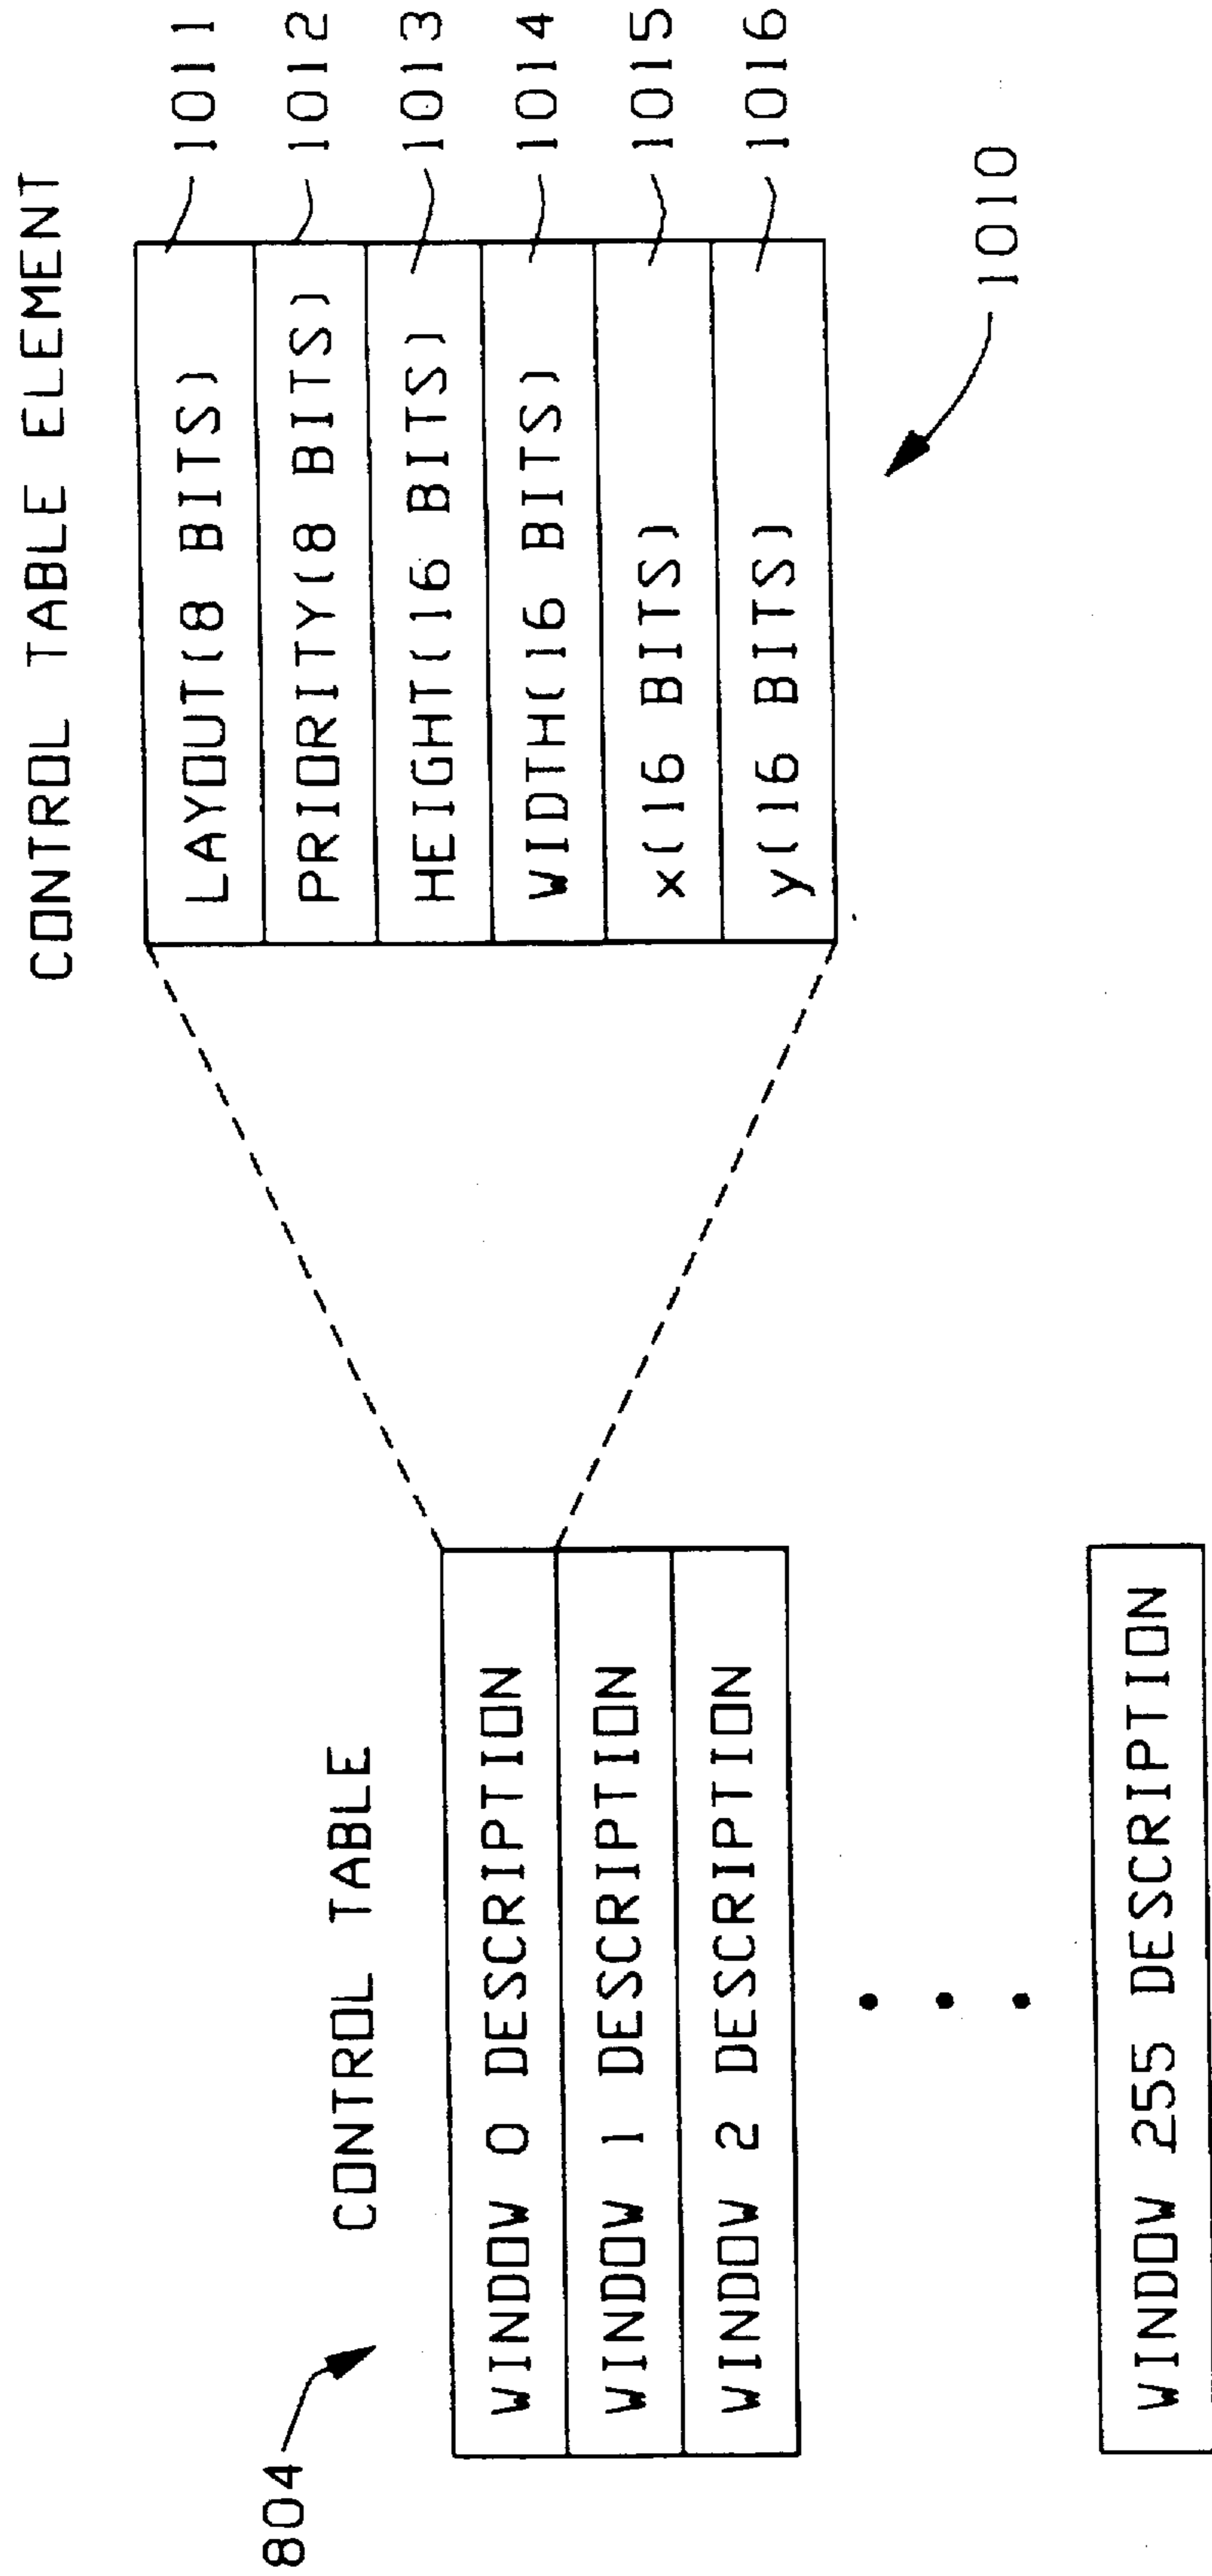 804
CONTROL TABLE
WINDOW 0 DESCRIPTION
WINDOW 1 DESCRIPTION
WINDOW 2 DESCRIPTION
WINDOW 255 DESCRIPTION
CONTROL TABLE ELEMENT
LAYOUT(8 BITS)
1011
PRIORITY(8 BITS)
1012
HEIGHT(16 BITS)
1013
WIDTH(16 BITS)
1014
x(16 BITS)
1015
y(16 BITS)
1016
1010